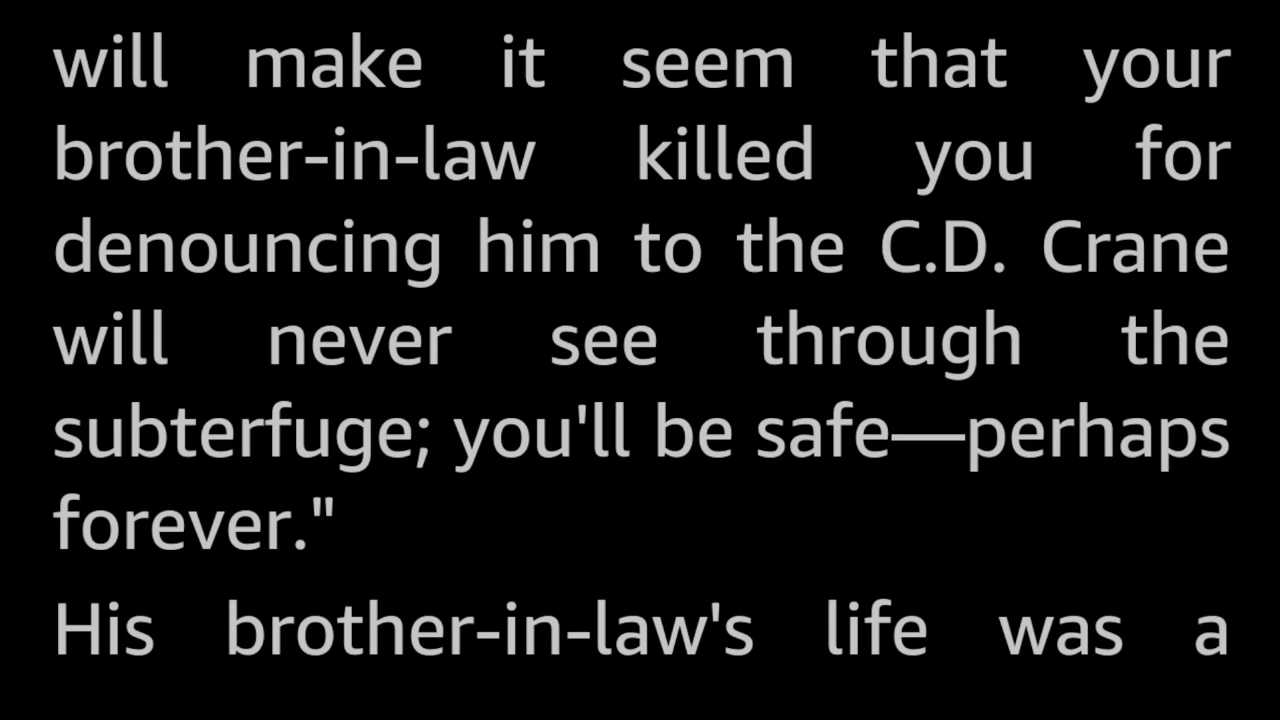 will make it seem that your
brother-in-law killed you for
denouncing him to the C.D. Crane
will never see through the
subterfuge; you'll be safe—perhaps
forever."
His brother-in-law's life was a